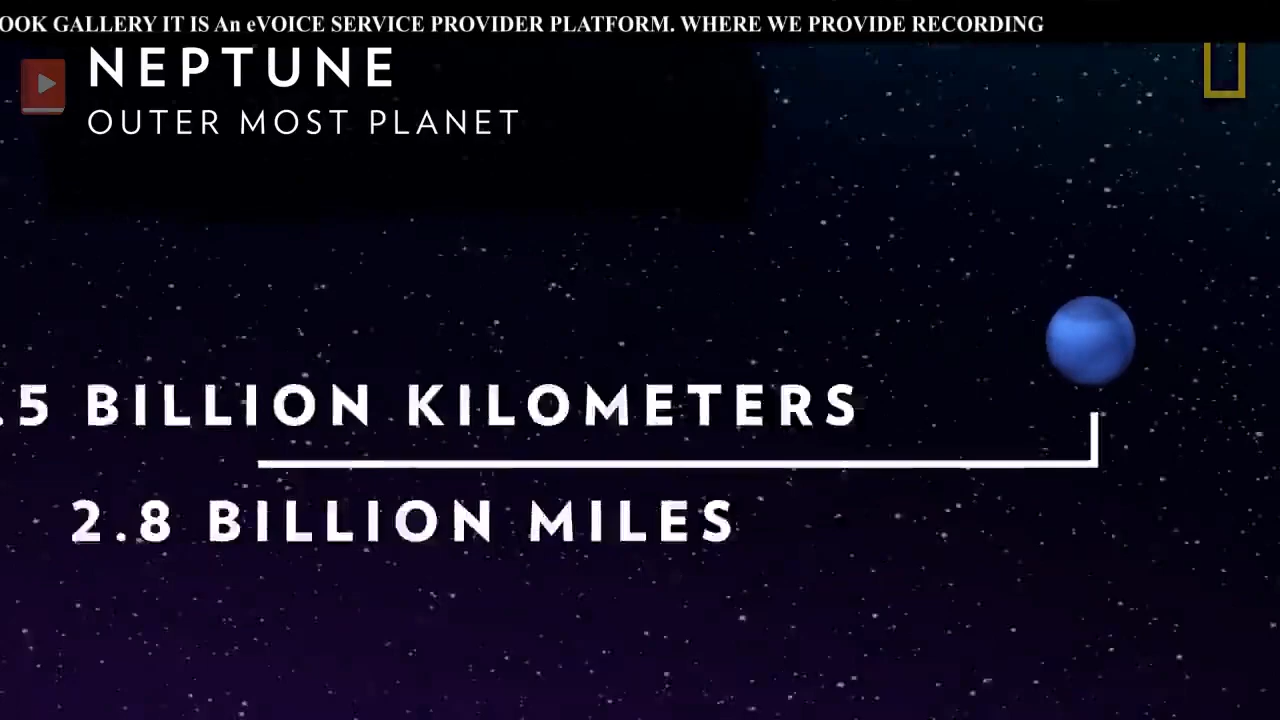 OOK GALLERY IT IS An eVOICE SERVICE PROVIDER PLATFORM. WHERE WE PROVIDE RECORDING
NEPTUNE
OUTER MOST PLANET
.5 BILLION KILOMETERS
2.8 BILLION MILES